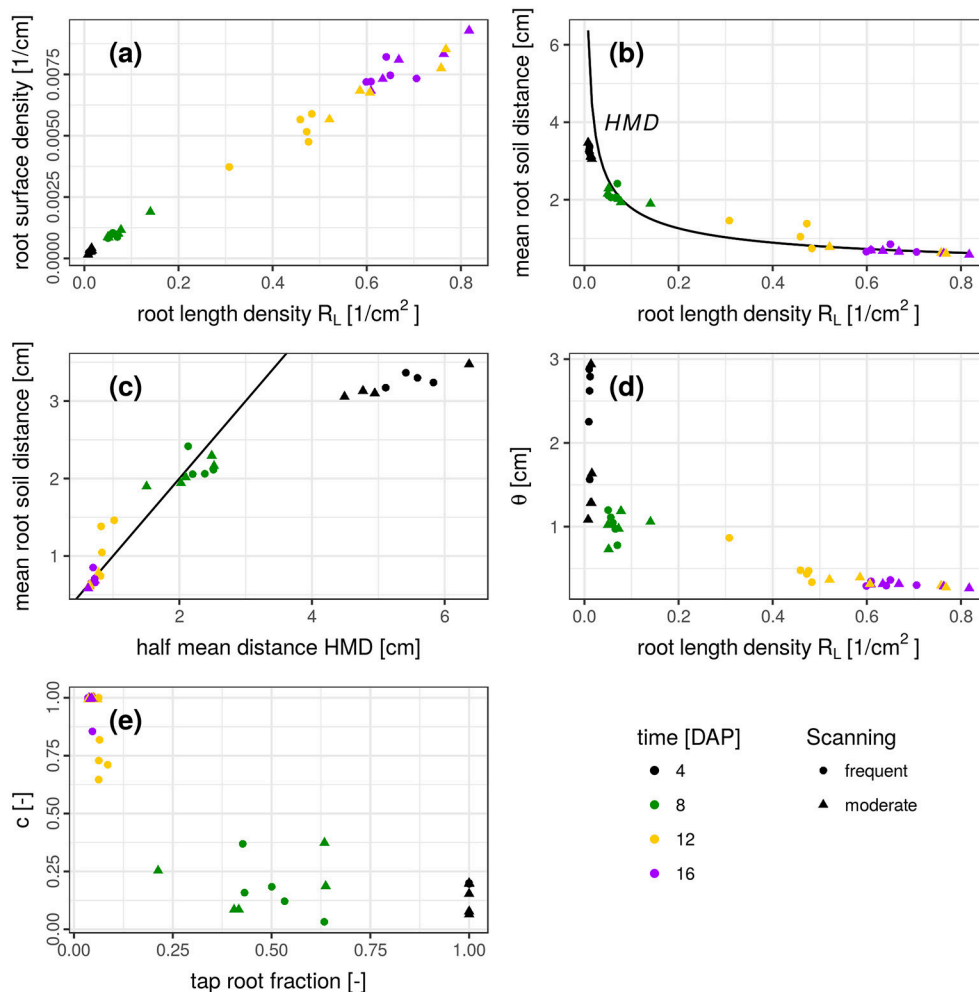 (a)
root surface density [1/cm]
0.0000 0.0025 0.0050 0.0075
0.0 0.2 0.4 0.6 0.8
root length density R_L [1/cm²]
(b)
HMD
mean root soil distance [cm]
2 4 6
0.0 0.2 0.4 0.6 0.8
root length density R_L [1/cm²]
(c)
mean root soil distance [cm]
1 2 3
2 4 6
half mean distance HMD [cm]
(d)
θ [cm]
1 2 3
0.0 0.2 0.4 0.6 0.8
root length density R_L [1/cm²]
(e)
c [-]
0.00 0.25 0.50 0.75 1.00
0.00 0.25 0.50 0.75 1.00
tap root fraction [-]
time [DAP]
4
8
12
16
Scanning
frequent
moderate